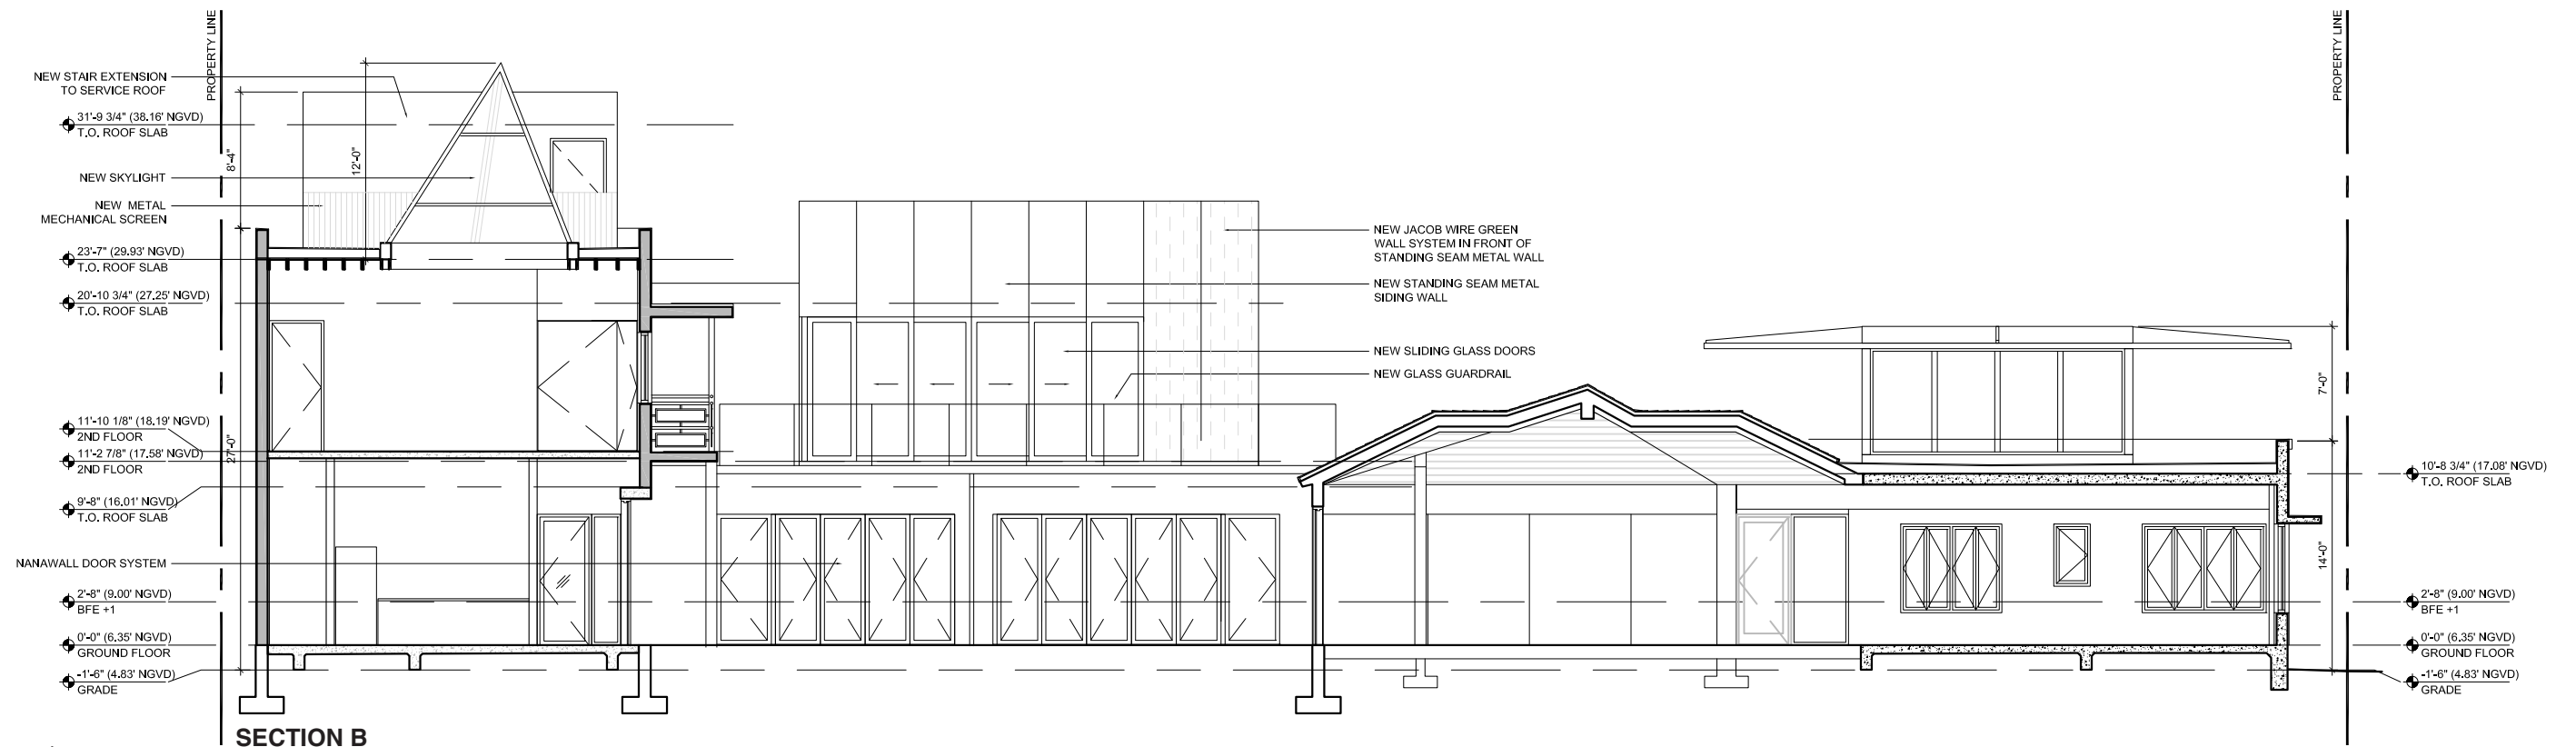 PROPERTY LINE
NEW STAIR EXTENSION
TO SERVICE ROOF
31'-9 3/4" (38.16' NGVD)
T.O. ROOF SLAB
8'-4"
12'-0"
NEW SKYLIGHT
NEW METAL
MECHANICAL SCREEN
23'-7" (29.93' NGVD)
T.O. ROOF SLAB
20'-10 3/4" (27.25' NGVD)
T.O. ROOF SLAB
11'-10 1/8" (18.19' NGVD)
2ND FLOOR
27'-0"
11'-2 7/8" (17.58' NGVD)
2ND FLOOR
9'-8" (16.01' NGVD)
T.O. ROOF SLAB
NANAWALL DOOR SYSTEM
2'-8" (9.00' NGVD)
BFE +1
0'-0" (6.35' NGVD)
GROUND FLOOR
-1'-6" (4.83' NGVD)
GRADE
NEW JACOB WIRE GREEN
WALL SYSTEM IN FRONT OF
STANDING SEAM METAL WALL
NEW STANDING SEAM METAL
SIDING WALL
NEW SLIDING GLASS DOORS
NEW GLASS GUARDRAIL
PROPERTY LINE
7'-0"
14'-0"
10'-8 3/4" (17.08' NGVD)
T.O. ROOF SLAB
2'-8" (9.00' NGVD)
BFE +1
0'-0" (6.35' NGVD)
GROUND FLOOR
-1'-6" (4.83' NGVD)
GRADE
SECTION B